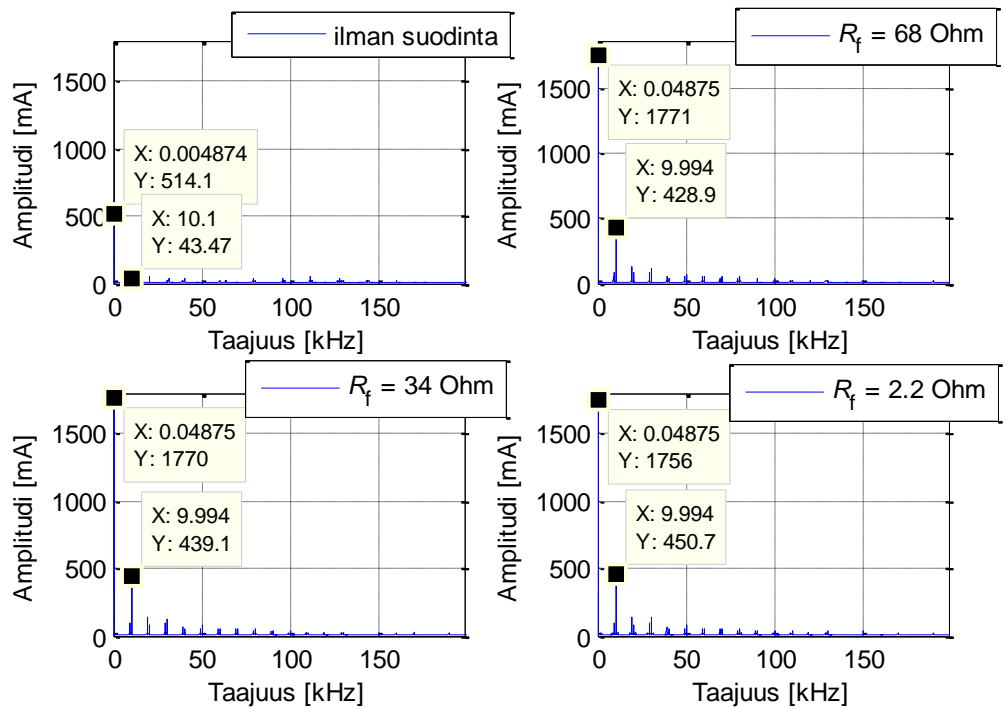 ilman suodinta
1500
1000
500
0
Amplitudi [mA]
X: 0.004874
Y: 514.1
X: 10.1
Y: 43.47
0 50 100 150
Taajuus [kHz]
Rf = 68 Ohm
1500
1000
500
0
Amplitudi [mA]
X: 0.04875
Y: 1771
X: 9.994
Y: 428.9
0 50 100 150
Taajuus [kHz]
Rf = 34 Ohm
1500
1000
500
0
Amplitudi [mA]
X: 0.04875
Y: 1770
X: 9.994
Y: 439.1
0 50 100 150
Taajuus [kHz]
Rf = 2.2 Ohm
1500
1000
500
0
Amplitudi [mA]
X: 0.04875
Y: 1756
X: 9.994
Y: 450.7
0 50 100 150
Taajuus [kHz]